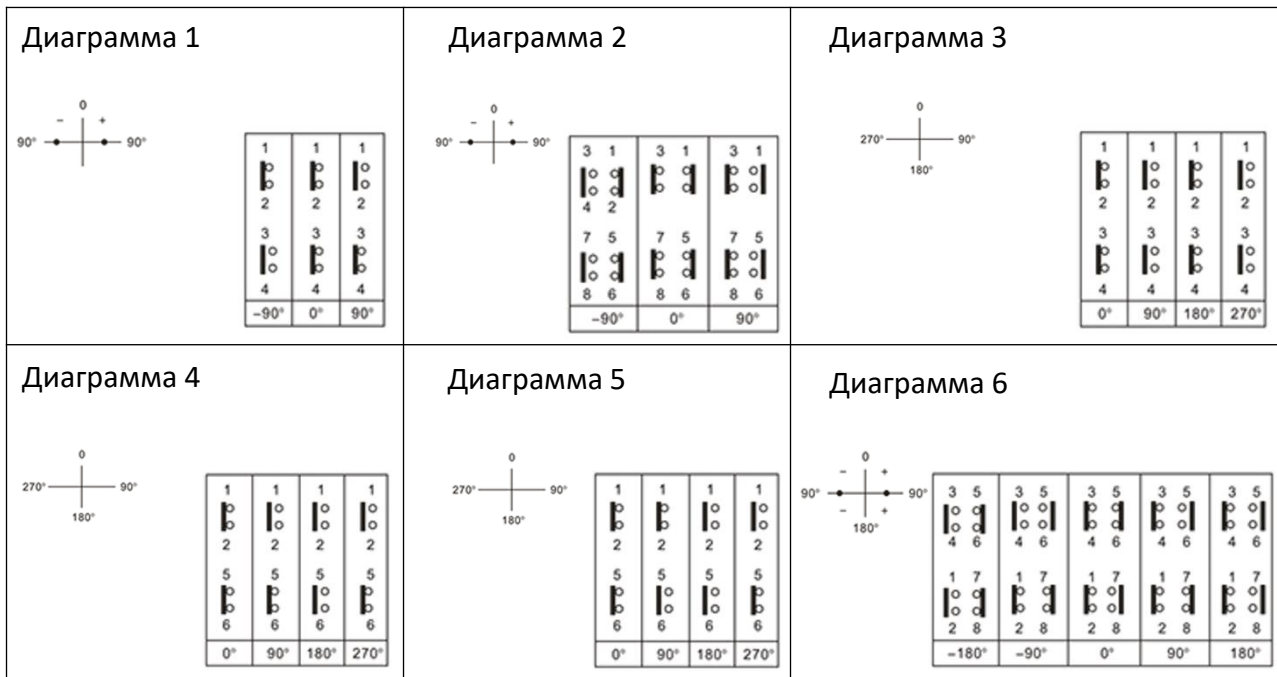 Диаграмма 1
0
− +
90° 90°
1 1 1
2 2 2
3 3 3
4 4 4
−90° 0° 90°
Диаграмма 2
0
− +
90° 90°
3 1 3 1 3 1
4 2
7 5 7 5 7 5
8 6 8 6 8 6
−90° 0° 90°
Диаграмма 3
0
270° 90°
180°
1 1 1 1
2 2 2 2
3 3 3 3
4 4 4 4
0° 90° 180° 270°
Диаграмма 4
0
270° 90°
180°
1 1 1 1
2 2 2 2
5 5 5 5
6 6 6 6
0° 90° 180° 270°
Диаграмма 5
0
270° 90°
180°
1 1 1 1
2 2 2 2
5 5 5 5
6 6 6 6
0° 90° 180° 270°
Диаграмма 6
0
− +
90° 90°
− +
180°
3 5 3 5 3 5 3 5 3 5
4 6 4 6 4 6 4 6 4 6
1 7 1 7 1 7 1 7 1 7
2 8 2 8 2 8 2 8 2 8
−180° −90° 0° 90° 180°